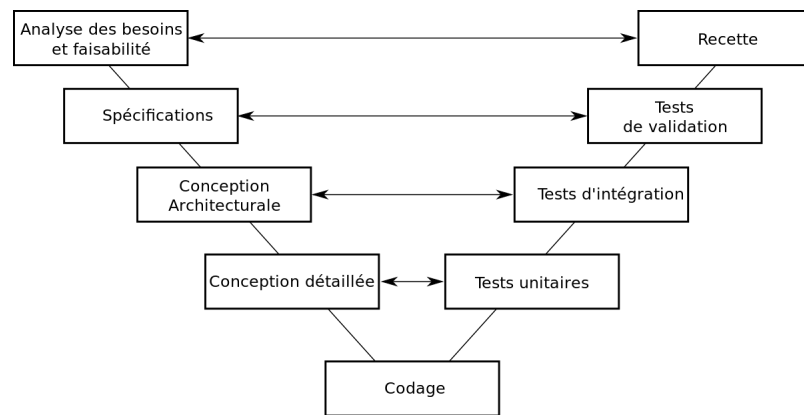 Analyse des besoins
et faisabilité
Recette
Spécifications
Tests
de validation
Conception
Architecturale
Tests d'intégration
Conception détaillée
Tests unitaires
Codage